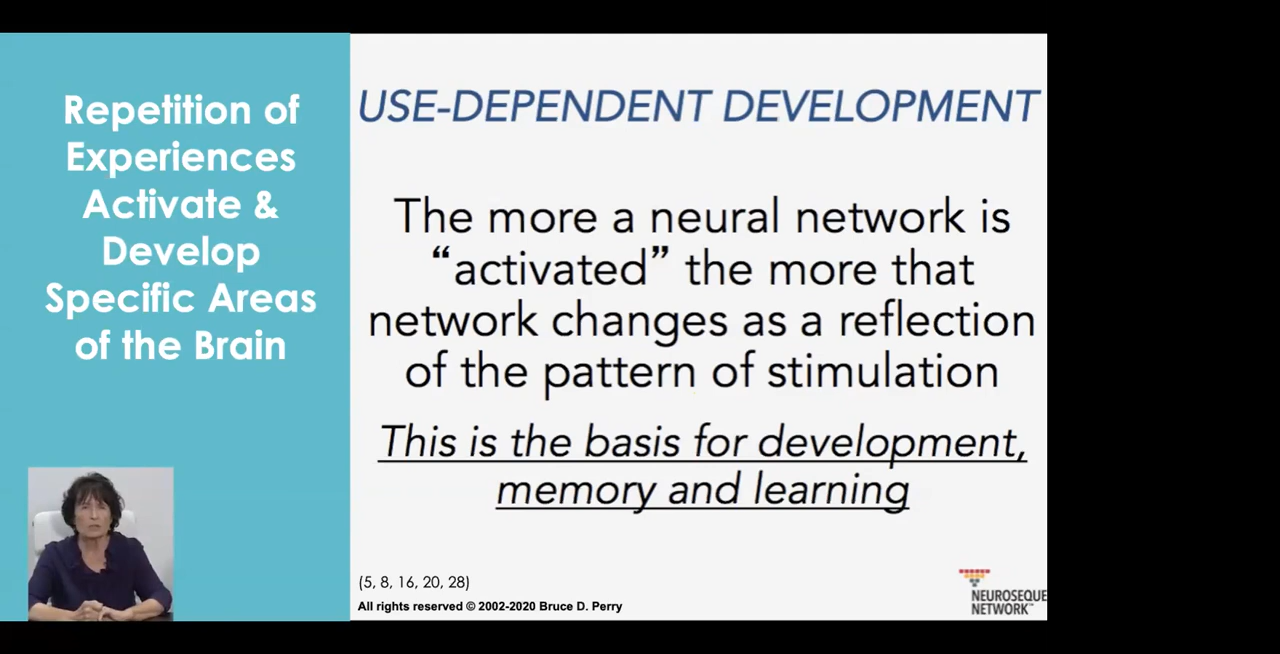 Repetition of
Experiences
Activate &
Develop
Specific Areas
of the Brain
USE-DEPENDENT DEVELOPMENT
The more a neural network is
“activated” the more that
network changes as a reflection
of the pattern of stimulation
This is the basis for development,
memory and learning
(5, 8, 16, 20, 28)
All rights reserved © 2002-2020 Bruce D. Perry
NEUROSEQUE
NETWORK™